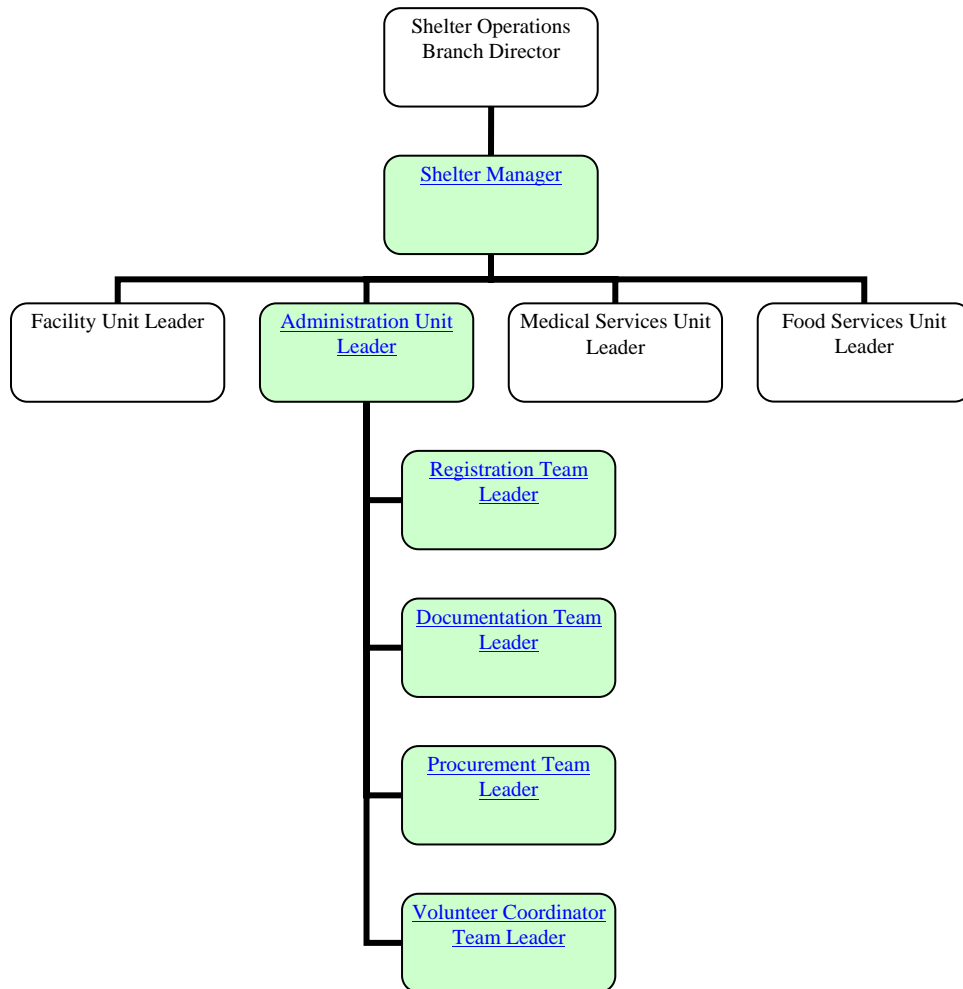 Shelter Operations
Branch Director
Shelter Manager
Facility Unit Leader
Administration Unit
Leader
Medical Services Unit
Leader
Food Services Unit
Leader
Registration Team
Leader
Documentation Team
Leader
Procurement Team
Leader
Volunteer Coordinator
Team Leader